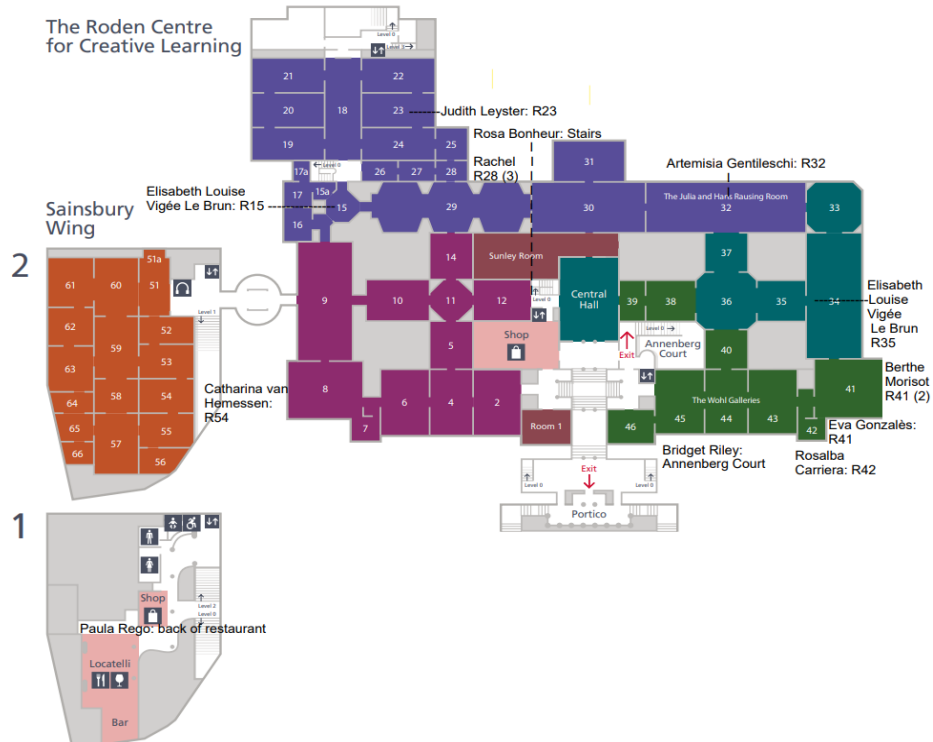 The Roden Centre
for Creative Learning
Level 0
Level 2
21
22
18
20
23
Judith Leyster: R23
19
24
25
Rosa Bonheur: Stairs
17a
Level 0
26
27
28
Rachel
R28 (3)
31
Artemisia Gentileschi: R32
Elisabeth Louise
Vigée Le Brun: R15
17
15a
15
16
29
30
The Julia and Hans Rausing Room
32
33
Sainsbury
Wing
2
51a
61
60
51
14
Sunley Room
37
Level 1
9
10
11
12
Level 0
Central
Hall
39
38
36
35
34
Elisabeth
Louise
Vigée
Le Brun
R35
62
52
59
53
5
Shop
Exit
Level 0
Annenberg
Court
40
63
58
54
64
Catharina van
Hemessen:
R54
8
6
4
2
The Wohl Galleries
41
Berthe
Morisot
R41 (2)
65
55
57
66
56
7
Room 1
46
45
44
43
42
Eva Gonzalès:
R41
Bridget Riley:
Annenberg Court
Rosalba
Carriera: R42
Exit
Level 0
Level 0
Portico
1
Shop
Level 2
Level 0
Paula Rego: back of restaurant
Locatelli
Bar